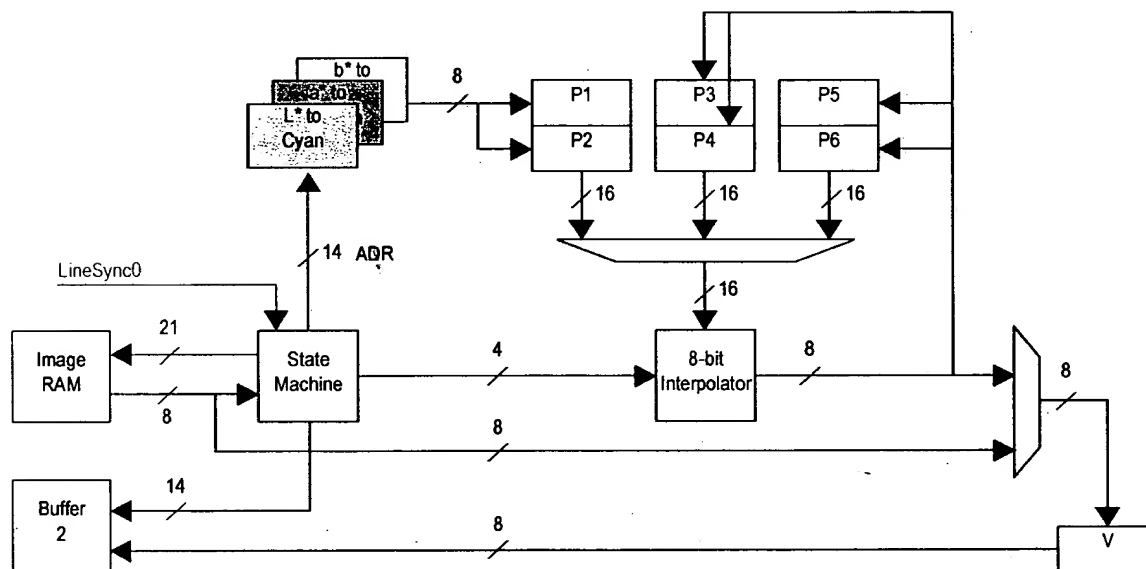 b* to
a* to
L* to
Cyan
8
P1
P2
P3
P4
P5
P6
16
16
16
14 ADR
LineSync0
16
21
Image
RAM
8
State
Machine
4
8-bit
Interpolator
8
8
8
14
Buffer
2
8
V